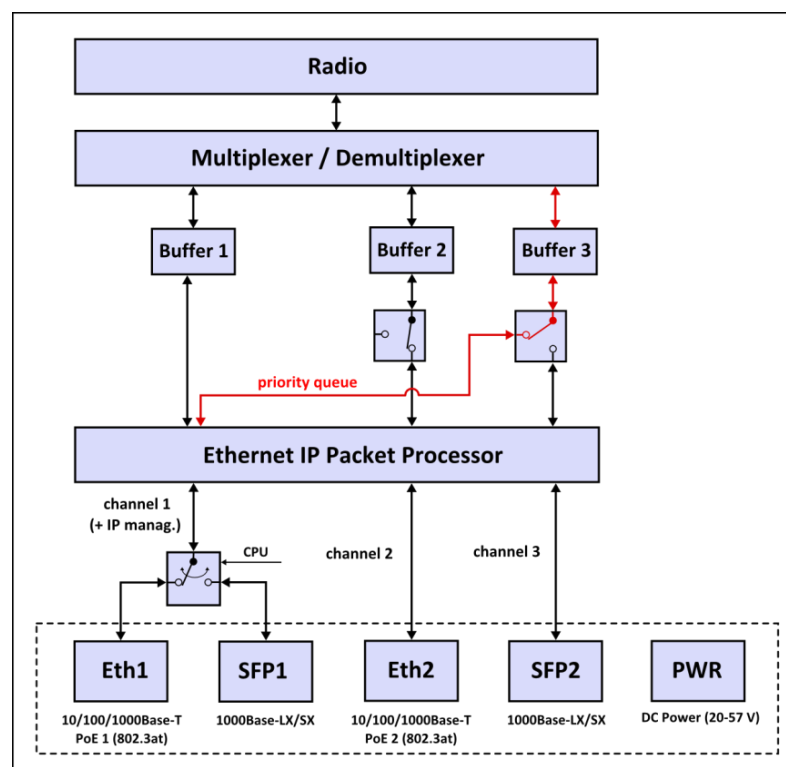 Radio
Multiplexer / Demultiplexer
Buffer 1
Buffer 2
Buffer 3
priority queue
Ethernet IP Packet Processor
channel 1
(+ IP manag.)
CPU
channel 2
channel 3
Eth1
SFP1
Eth2
SFP2
PWR
10/100/1000Base-T
PoE 1 (802.3at)
1000Base-LX/SX
10/100/1000Base-T
PoE 2 (802.3at)
1000Base-LX/SX
DC Power (20-57 V)